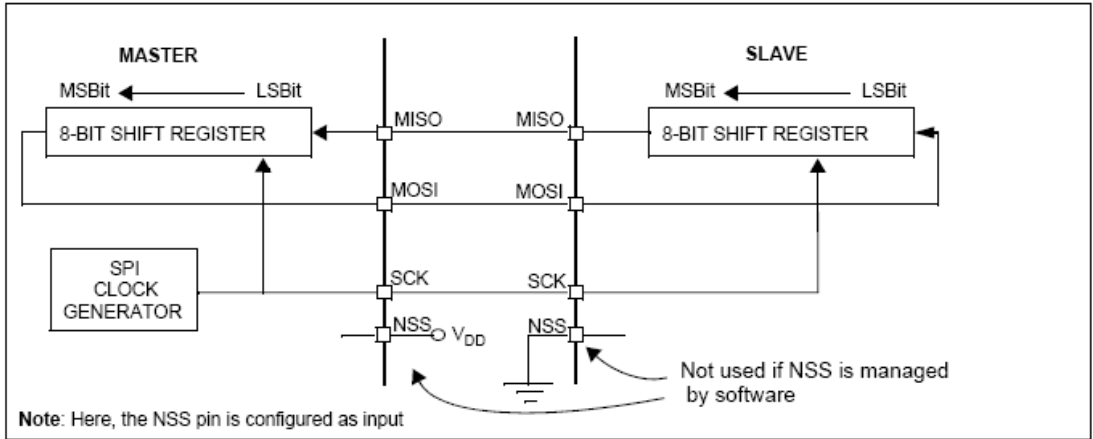 MASTER
SLAVE
MSBit
LSBit
MSBit
LSBit
8-BIT SHIFT REGISTER
MISO
MISO
8-BIT SHIFT REGISTER
MOSI
MOSI
SPI
CLOCK
GENERATOR
SCK
SCK
NSS
VDD
NSS
Not used if NSS is managed
by software
Note: Here, the NSS pin is configured as input